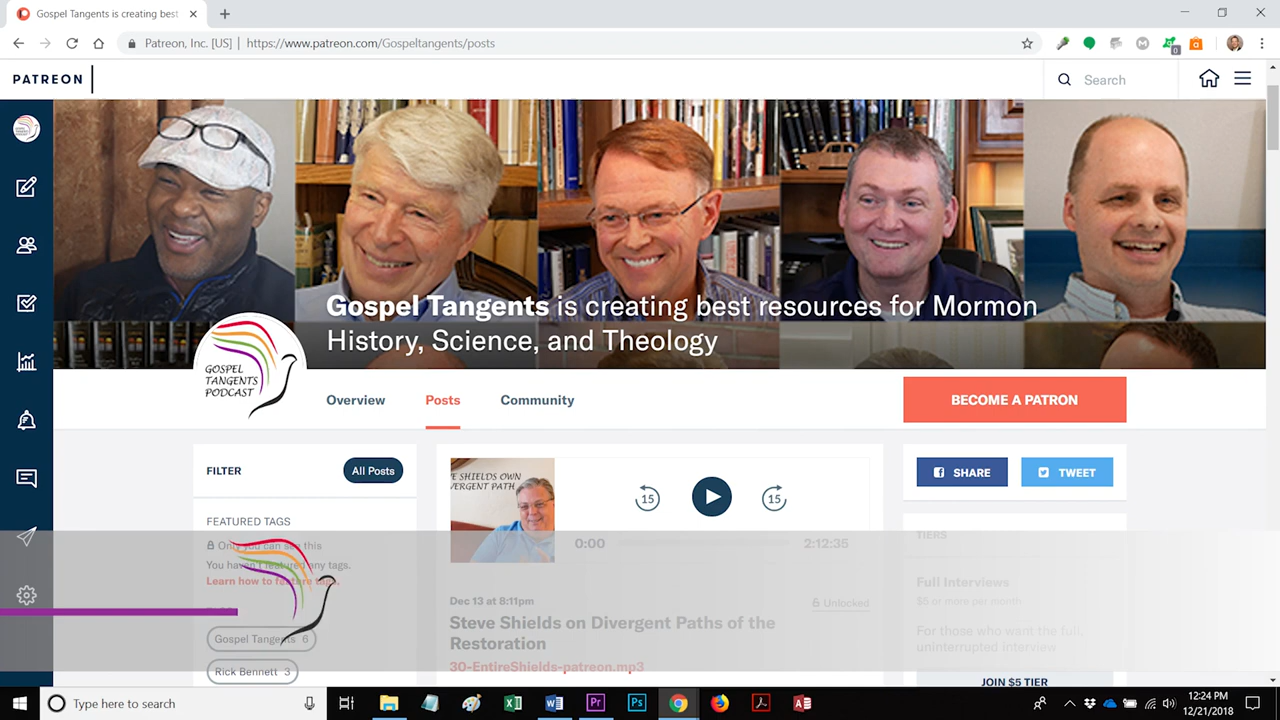 Gospel Tangents is creating best
Patreon, Inc. [US] | https://www.patreon.com/Gospeltangents/posts
0
PATREON
Search
Gospel Tangents is creating best resources for Mormon
History, Science, and Theology
GOSPEL
TANGENTS
PODCAST
Overview Posts Community
BECOME A PATRON
FILTER
All Posts
FEATURED TAGS
Only you can see this
You haven't featured any tags.
Learn how to feature tags.
Gospel Tangents 6
Rick Bennett 3
E SHIELDS OWN
VERGENT PATH
15
15
0:00
2:12:35
Dec 13 at 8:11pm
6 Unlocked
Steve Shields on Divergent Paths of the
Restoration
30-EntireShields-patreon.mp3
SHARE
TWEET
TIERS
Full Interviews
$5 or more per month
For those who want the full,
uninterrupted interview
JOIN $5 TIER
Type here to search
12:24 PM
12/21/2018